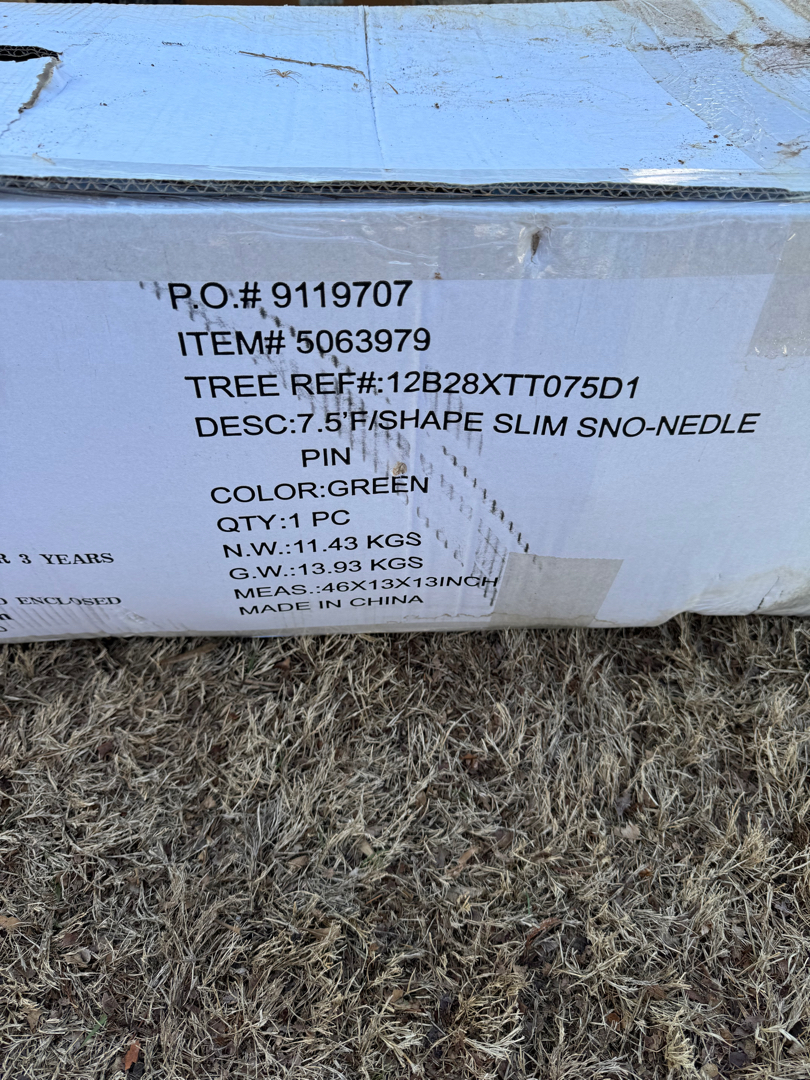 P.O.# 9119707
ITEM# 5063979
TREE REF#:12B28XTT075D1
DESC:7.5'F/SHAPE SLIM SNO-NEDLE
PIN
COLOR:GREEN
QTY:1 PC
N.W.:11.43 KGS
G.W.:13.93 KGS
MEAS.:46X13X13INCH
MADE IN CHINA
3 YEARS
ENCLOSED